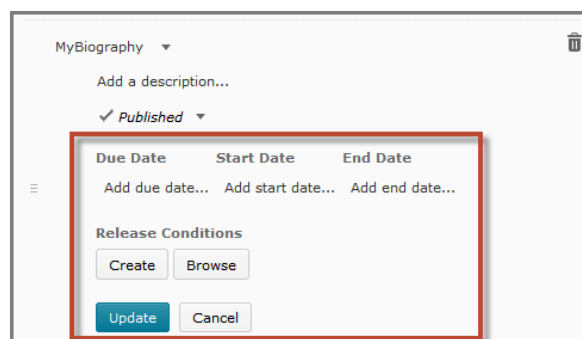 MyBiography
Add a description...
Published
Due Date Start Date End Date
Add due date... Add start date... Add end date...
Release Conditions
Create Browse
Update Cancel